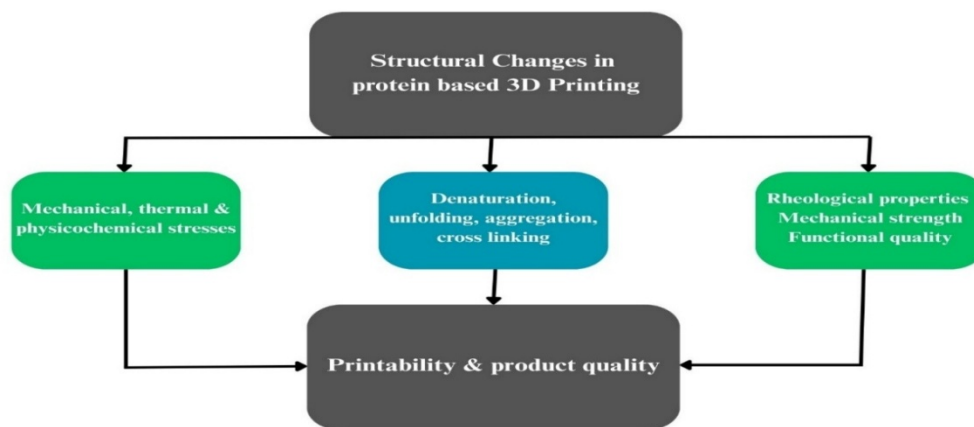 Structural Changes in
protein based 3D Printing
Mechanical, thermal &
physicochemical stresses
Denaturation,
unfolding, aggregation,
cross linking
Rheological properties
Mechanical strength
Functional quality
Printability & product quality